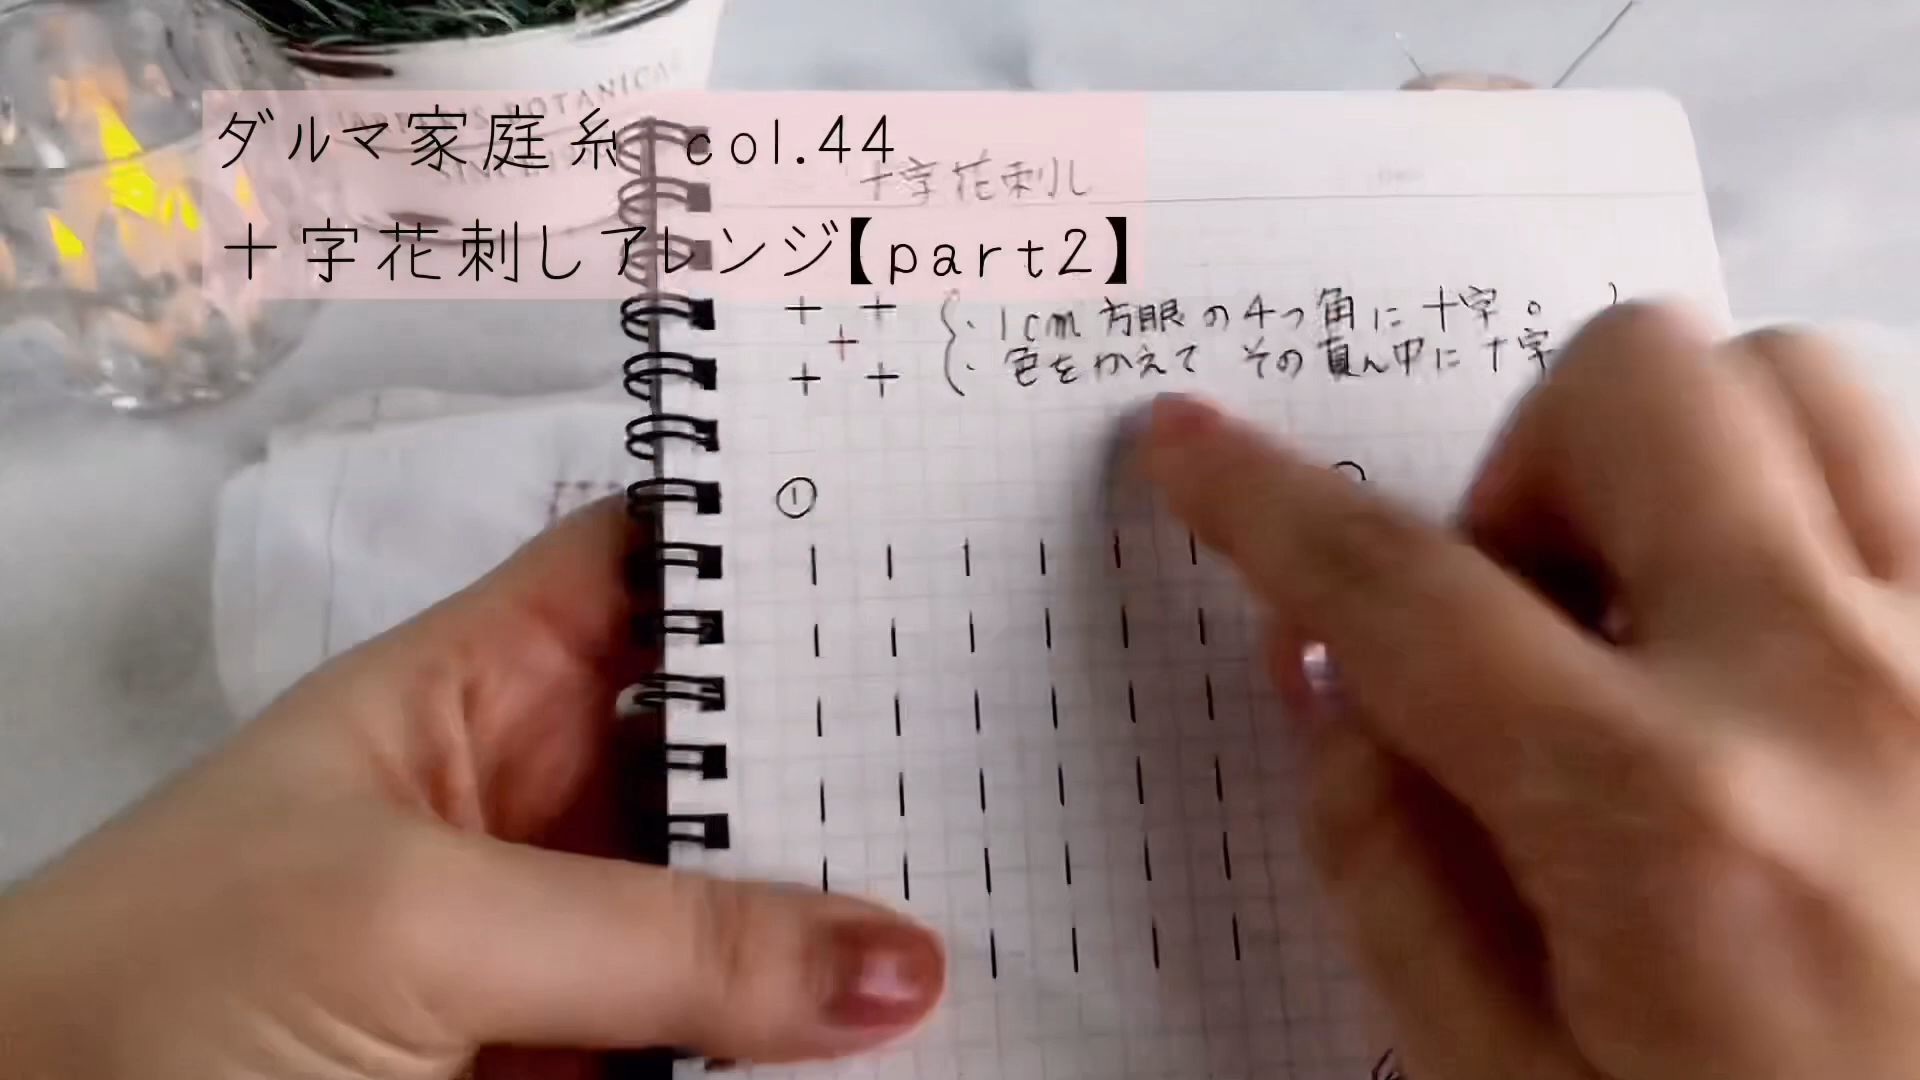 ダルマ家庭糸 col.44
十字花刺し
十字花刺しアレンジ【part2】
・1cm方眼の4つ角に十字。
・色をかえて その真ん中に十字
①